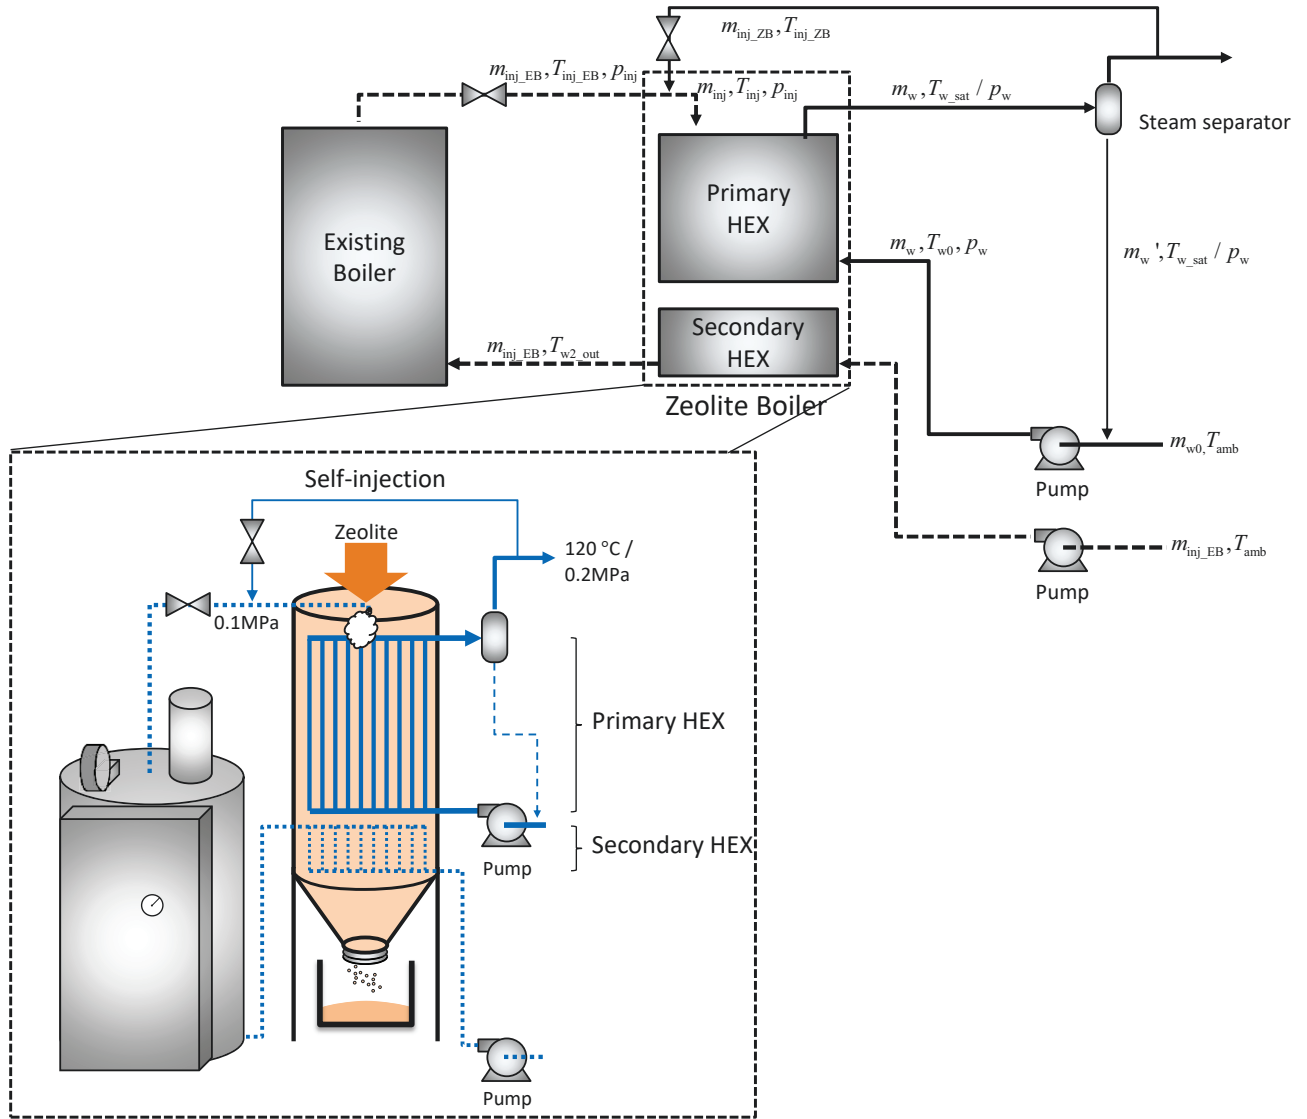 m_inj_ZB, T_inj_ZB
m_inj_EB, T_inj_EB, p_inj
m_inj, T_inj, p_inj
m_w, T_w_sat / p_w
Steam separator
Primary
HEX
Existing
Boiler
m_w, T_w0, p_w
m_w ', T_w_sat / p_w
Secondary
HEX
m_inj_EB, T_w2_out
Zeolite Boiler
m_w0, T_amb
Pump
m_inj_EB, T_amb
Pump
Self-injection
Zeolite
120 °C /
0.2MPa
0.1MPa
Primary HEX
Secondary HEX
Pump
Pump